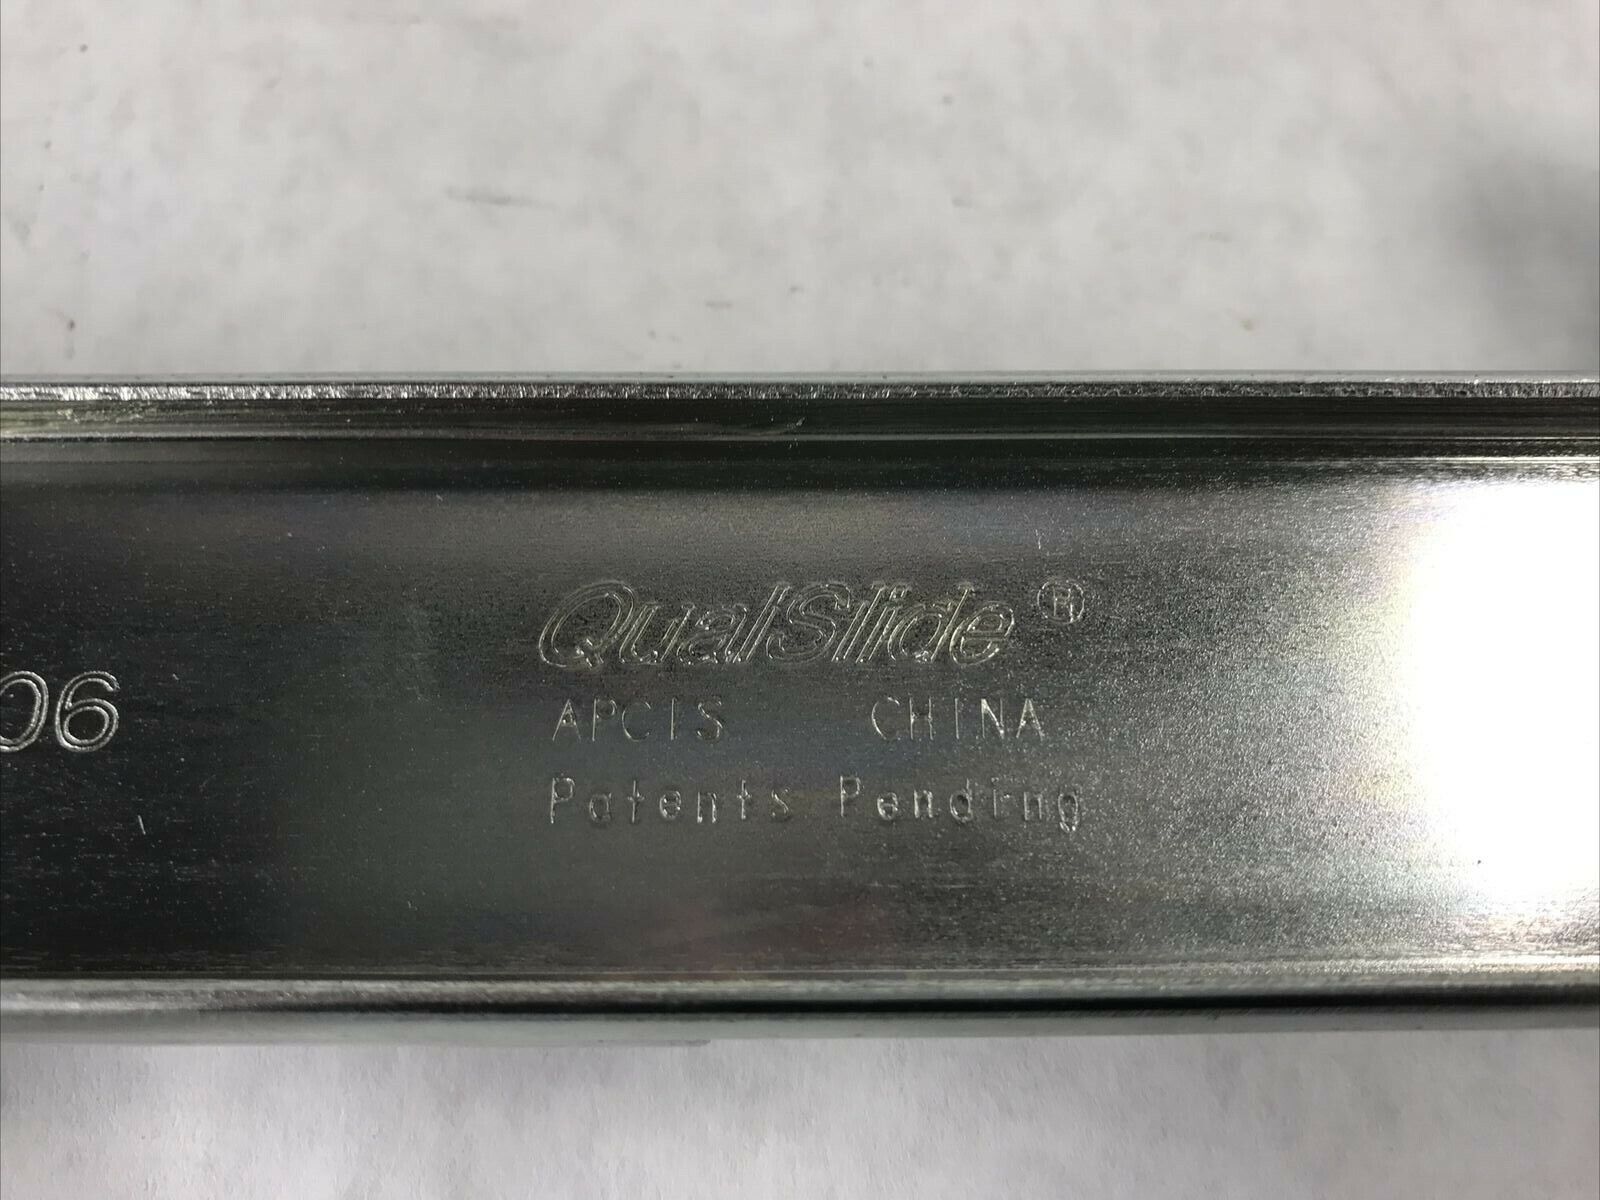 QualSlide®
06 APCIS CHINA
Patents Pending